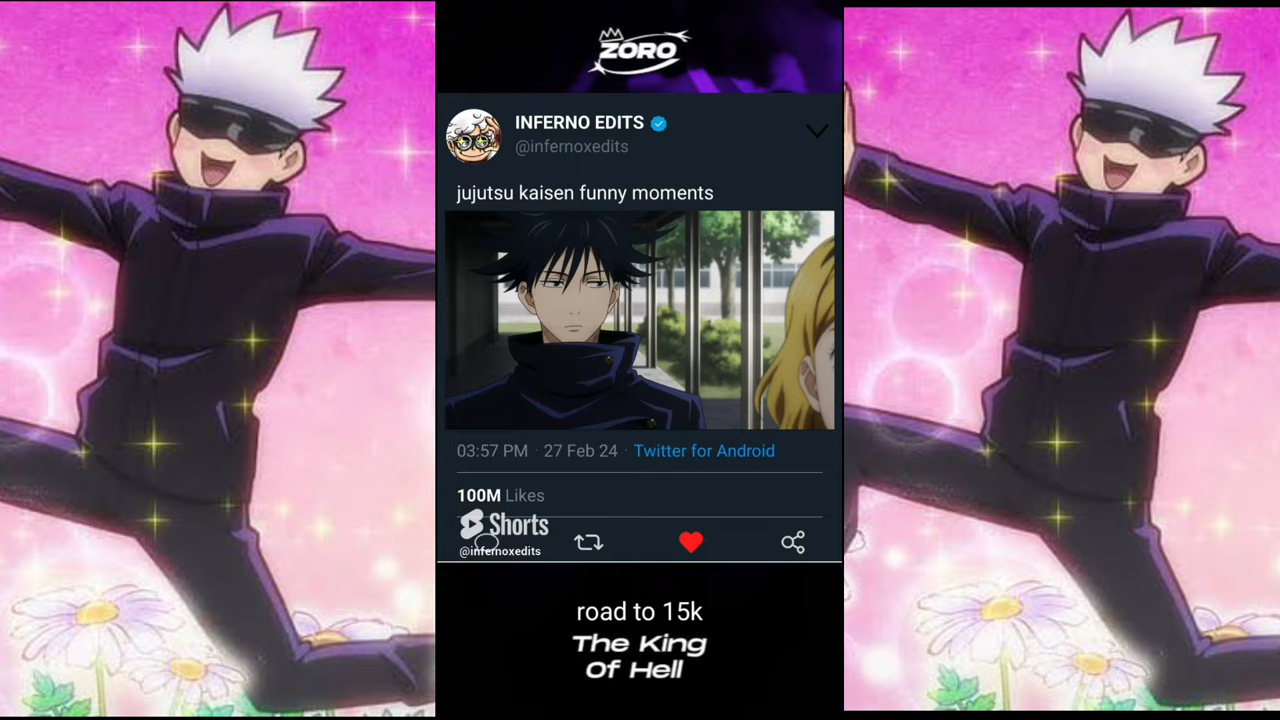 ZORO
INFERNO EDITS
@infernoxedits
jujutsu kaisen funny moments
03:57 PM · 27 Feb 24 · Twitter for Android
100M Likes
Shorts
@infernoxedits
road to 15k
The King
Of Hell